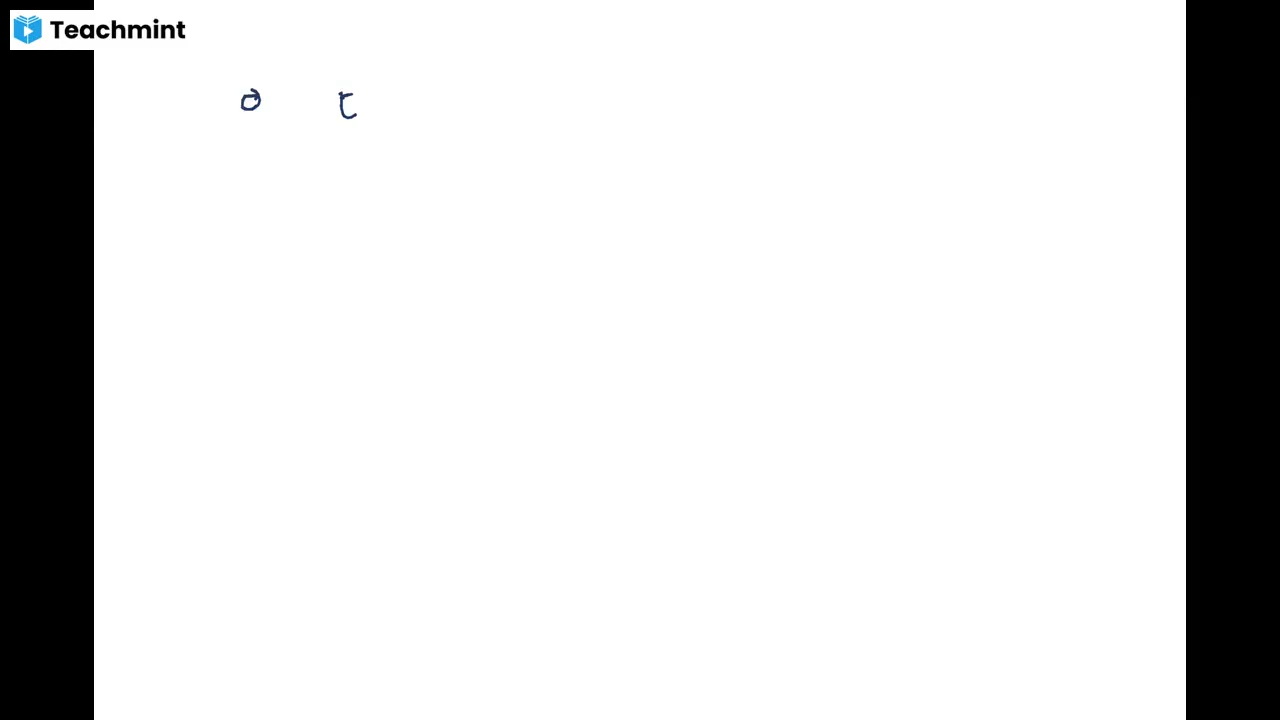 Teachmint
σ τ